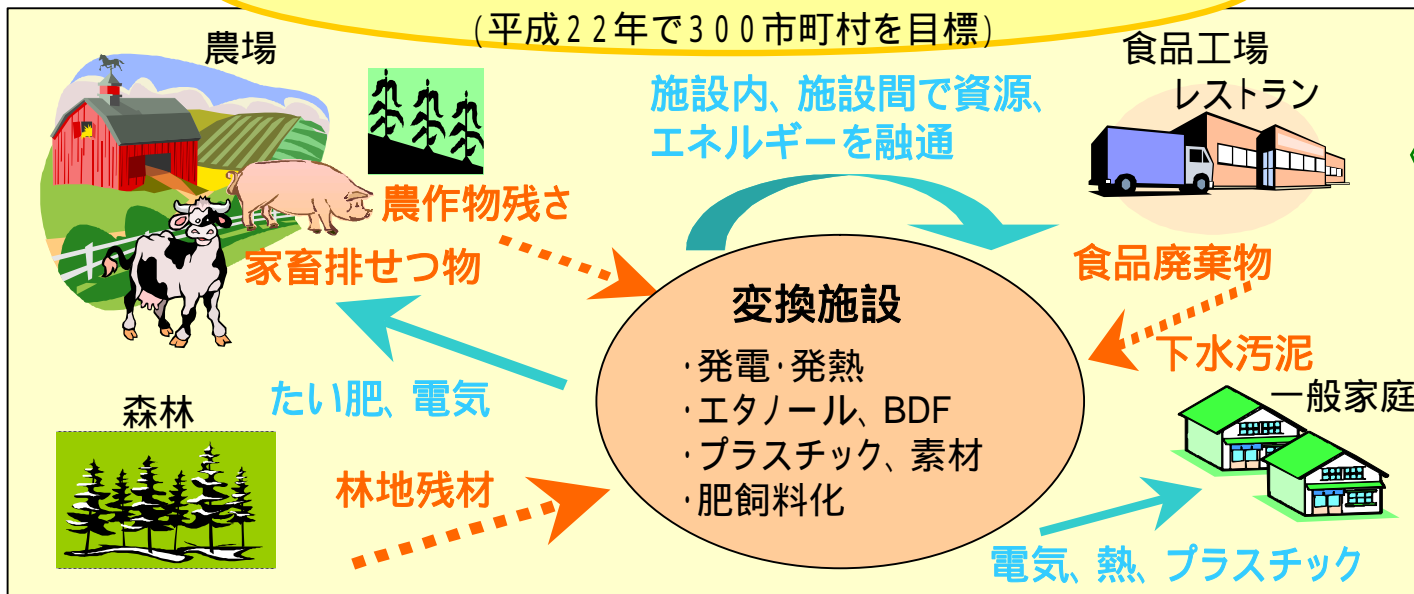 (平成22年で300市町村を目標)
農場
食品工場
レストラン
施設内、施設間で資源、
エネルギーを融通
農作物残さ
家畜排せつ物
食品廃棄物
変換施設
・発電・発熱
・エタノール、BDF
・プラスチック、素材
・肥飼料化
下水汚泥
たい肥、電気
一般家庭
森林
林地残材
電気、熱、プラスチック